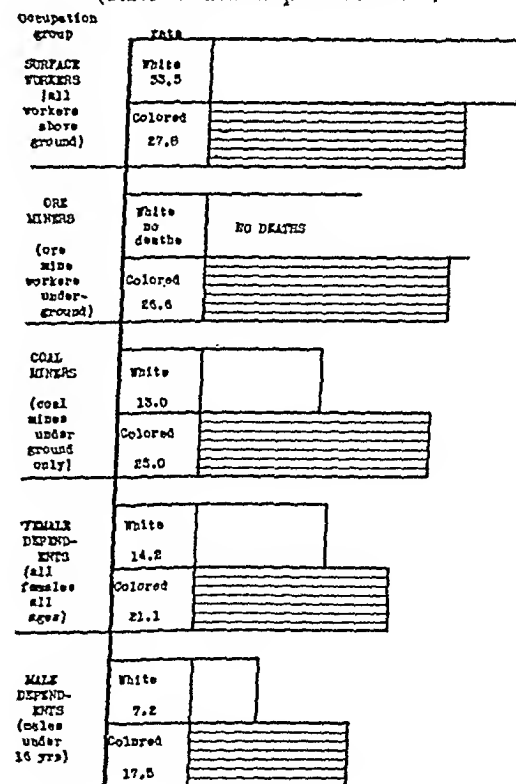 Occupation
group
Rate
SURFACE
WORKERS
(all
workers
above
ground)
White
33.5
Colored
27.8
ORE
MINERS
(ore
mine
workers
under-
ground)
White
no
deaths
NO DEATHS
Colored
26.6
COAL
MINERS
(coal
mines
under
ground
only)
White
13.0
Colored
25.0
FEMALE
DEPEND-
ENTS
(all
females
all
ages)
White
14.2
Colored
21.1
MALE
DEPEND-
ENTS
(males
under
16 yrs)
White
7.2
Colored
17.5